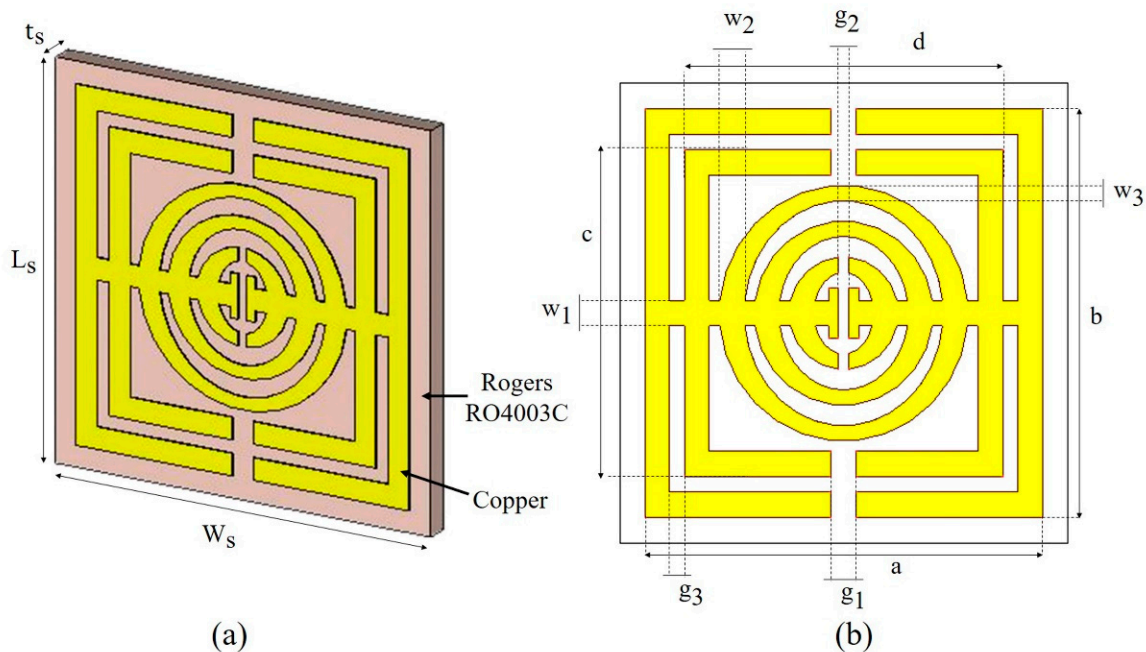 tₛ
Lₛ
Wₛ
Rogers
RO4003C
Copper
(a)
g₂
w₂
d
w₃
c
w₁
b
a
g₃
g₁
(b)